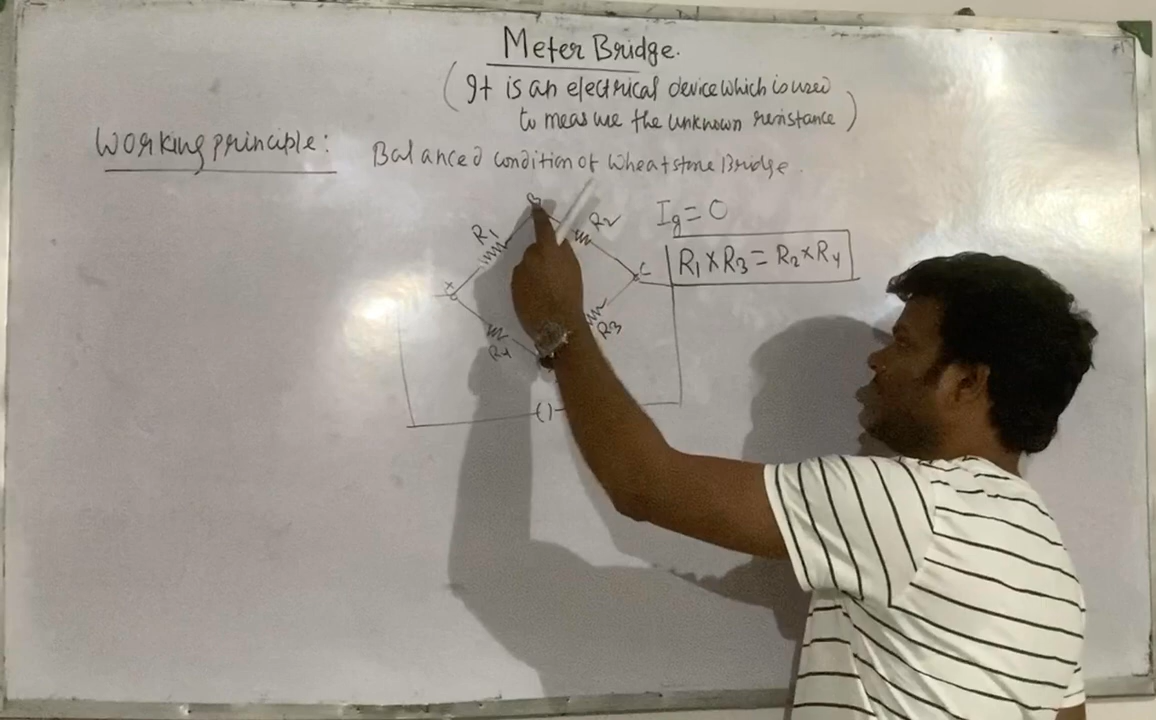 Meter Bridge.
(It is an electrical device which is used
to measure the unknown resistance)
Working principle: Balanced condition of Wheatstone Bridge.
B
R1 R2 Ig = 0
R1 × R3 = R2 × R4
C
R4 R3